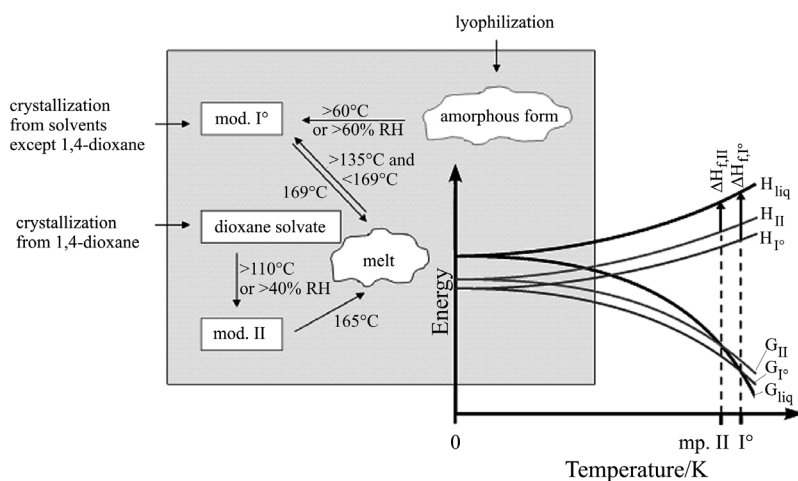 lyophilization
crystallization
from solvents
except 1,4-dioxane
mod. I°
>60°C
or >60% RH
amorphous form
>135°C and
<169°C
169°C
crystallization
from 1,4-dioxane
dioxane solvate
melt
>110°C
or >40% RH
mod. II
165°C
Energy
ΔHf,II
ΔHf,I°
Hliq
HII
HI°
GII
GI°
Gliq
0
mp. II I°
Temperature/K